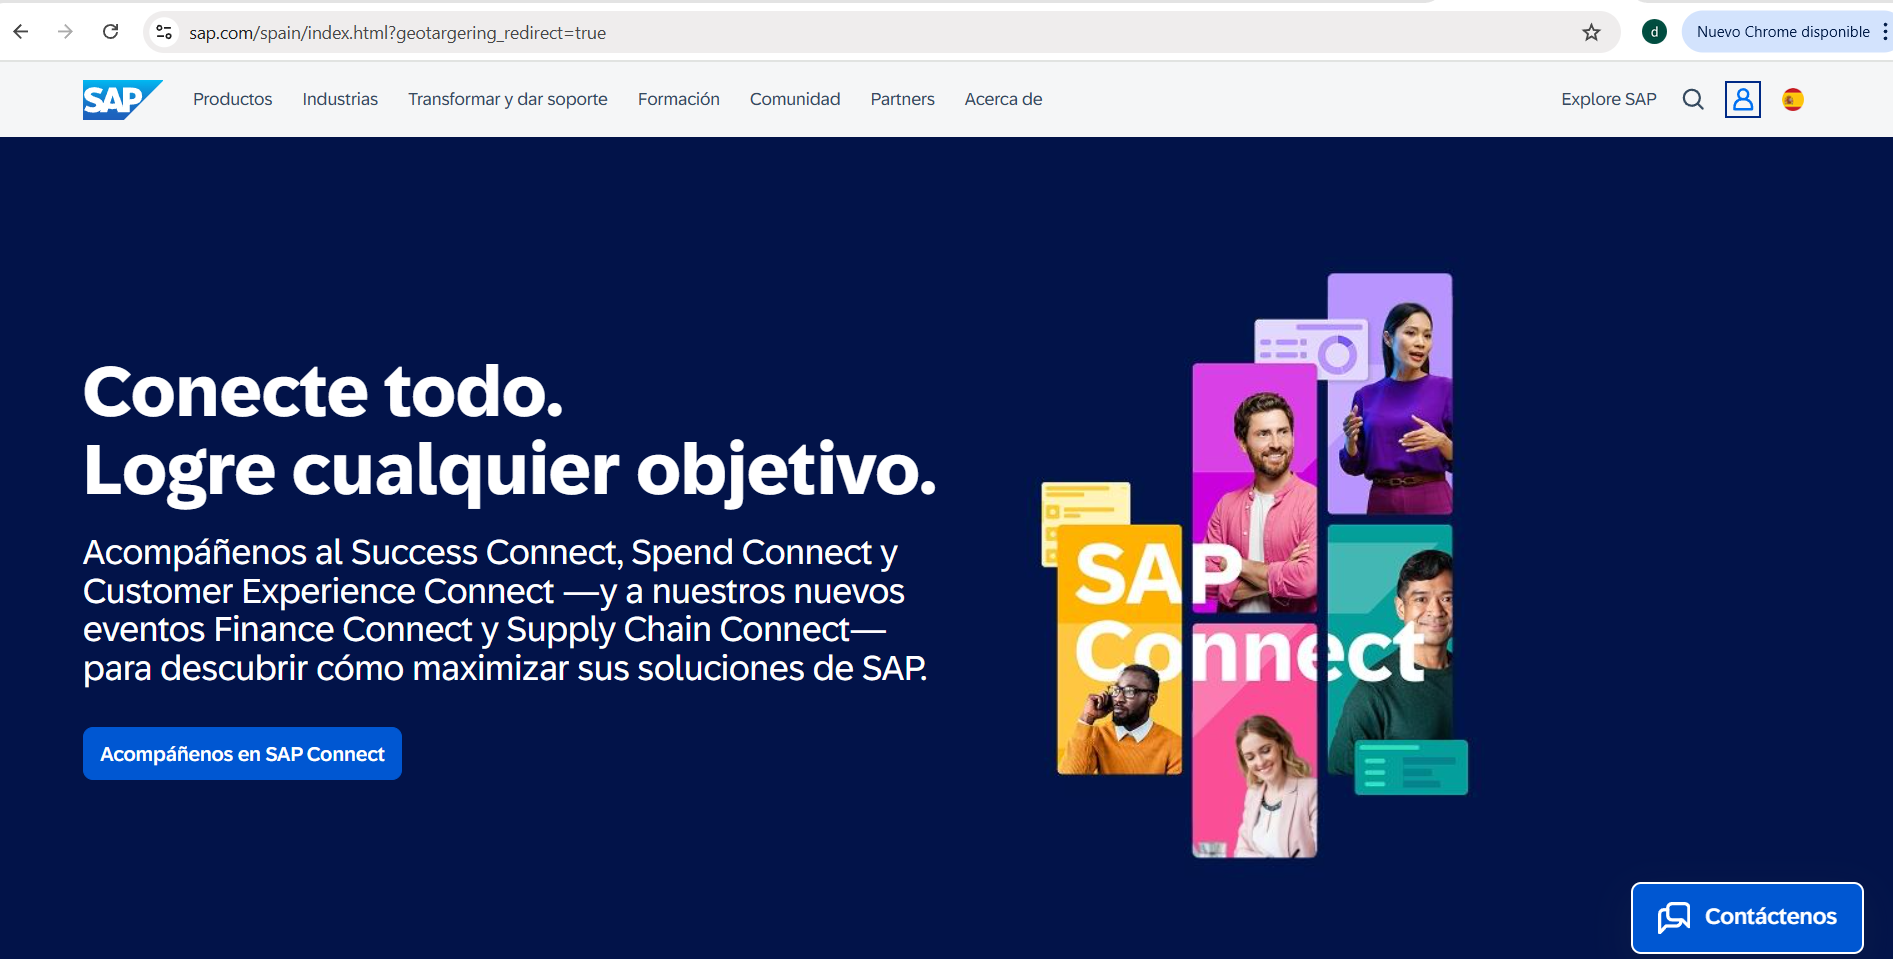 sap.com/spain/index.html?geotargering_redirect=true
d
Nuevo Chrome disponible
SAP
Productos
Industrias
Transformar y dar soporte
Formación
Comunidad
Partners
Acerca de
Explore SAP
Conecte todo.
Logre cualquier objetivo.
Acompáñenos al Success Connect, Spend Connect y
Customer Experience Connect —y a nuestros nuevos
eventos Finance Connect y Supply Chain Connect—
para descubrir cómo maximizar sus soluciones de SAP.
Acompáñenos en SAP Connect
SAP
Connect
Contáctenos